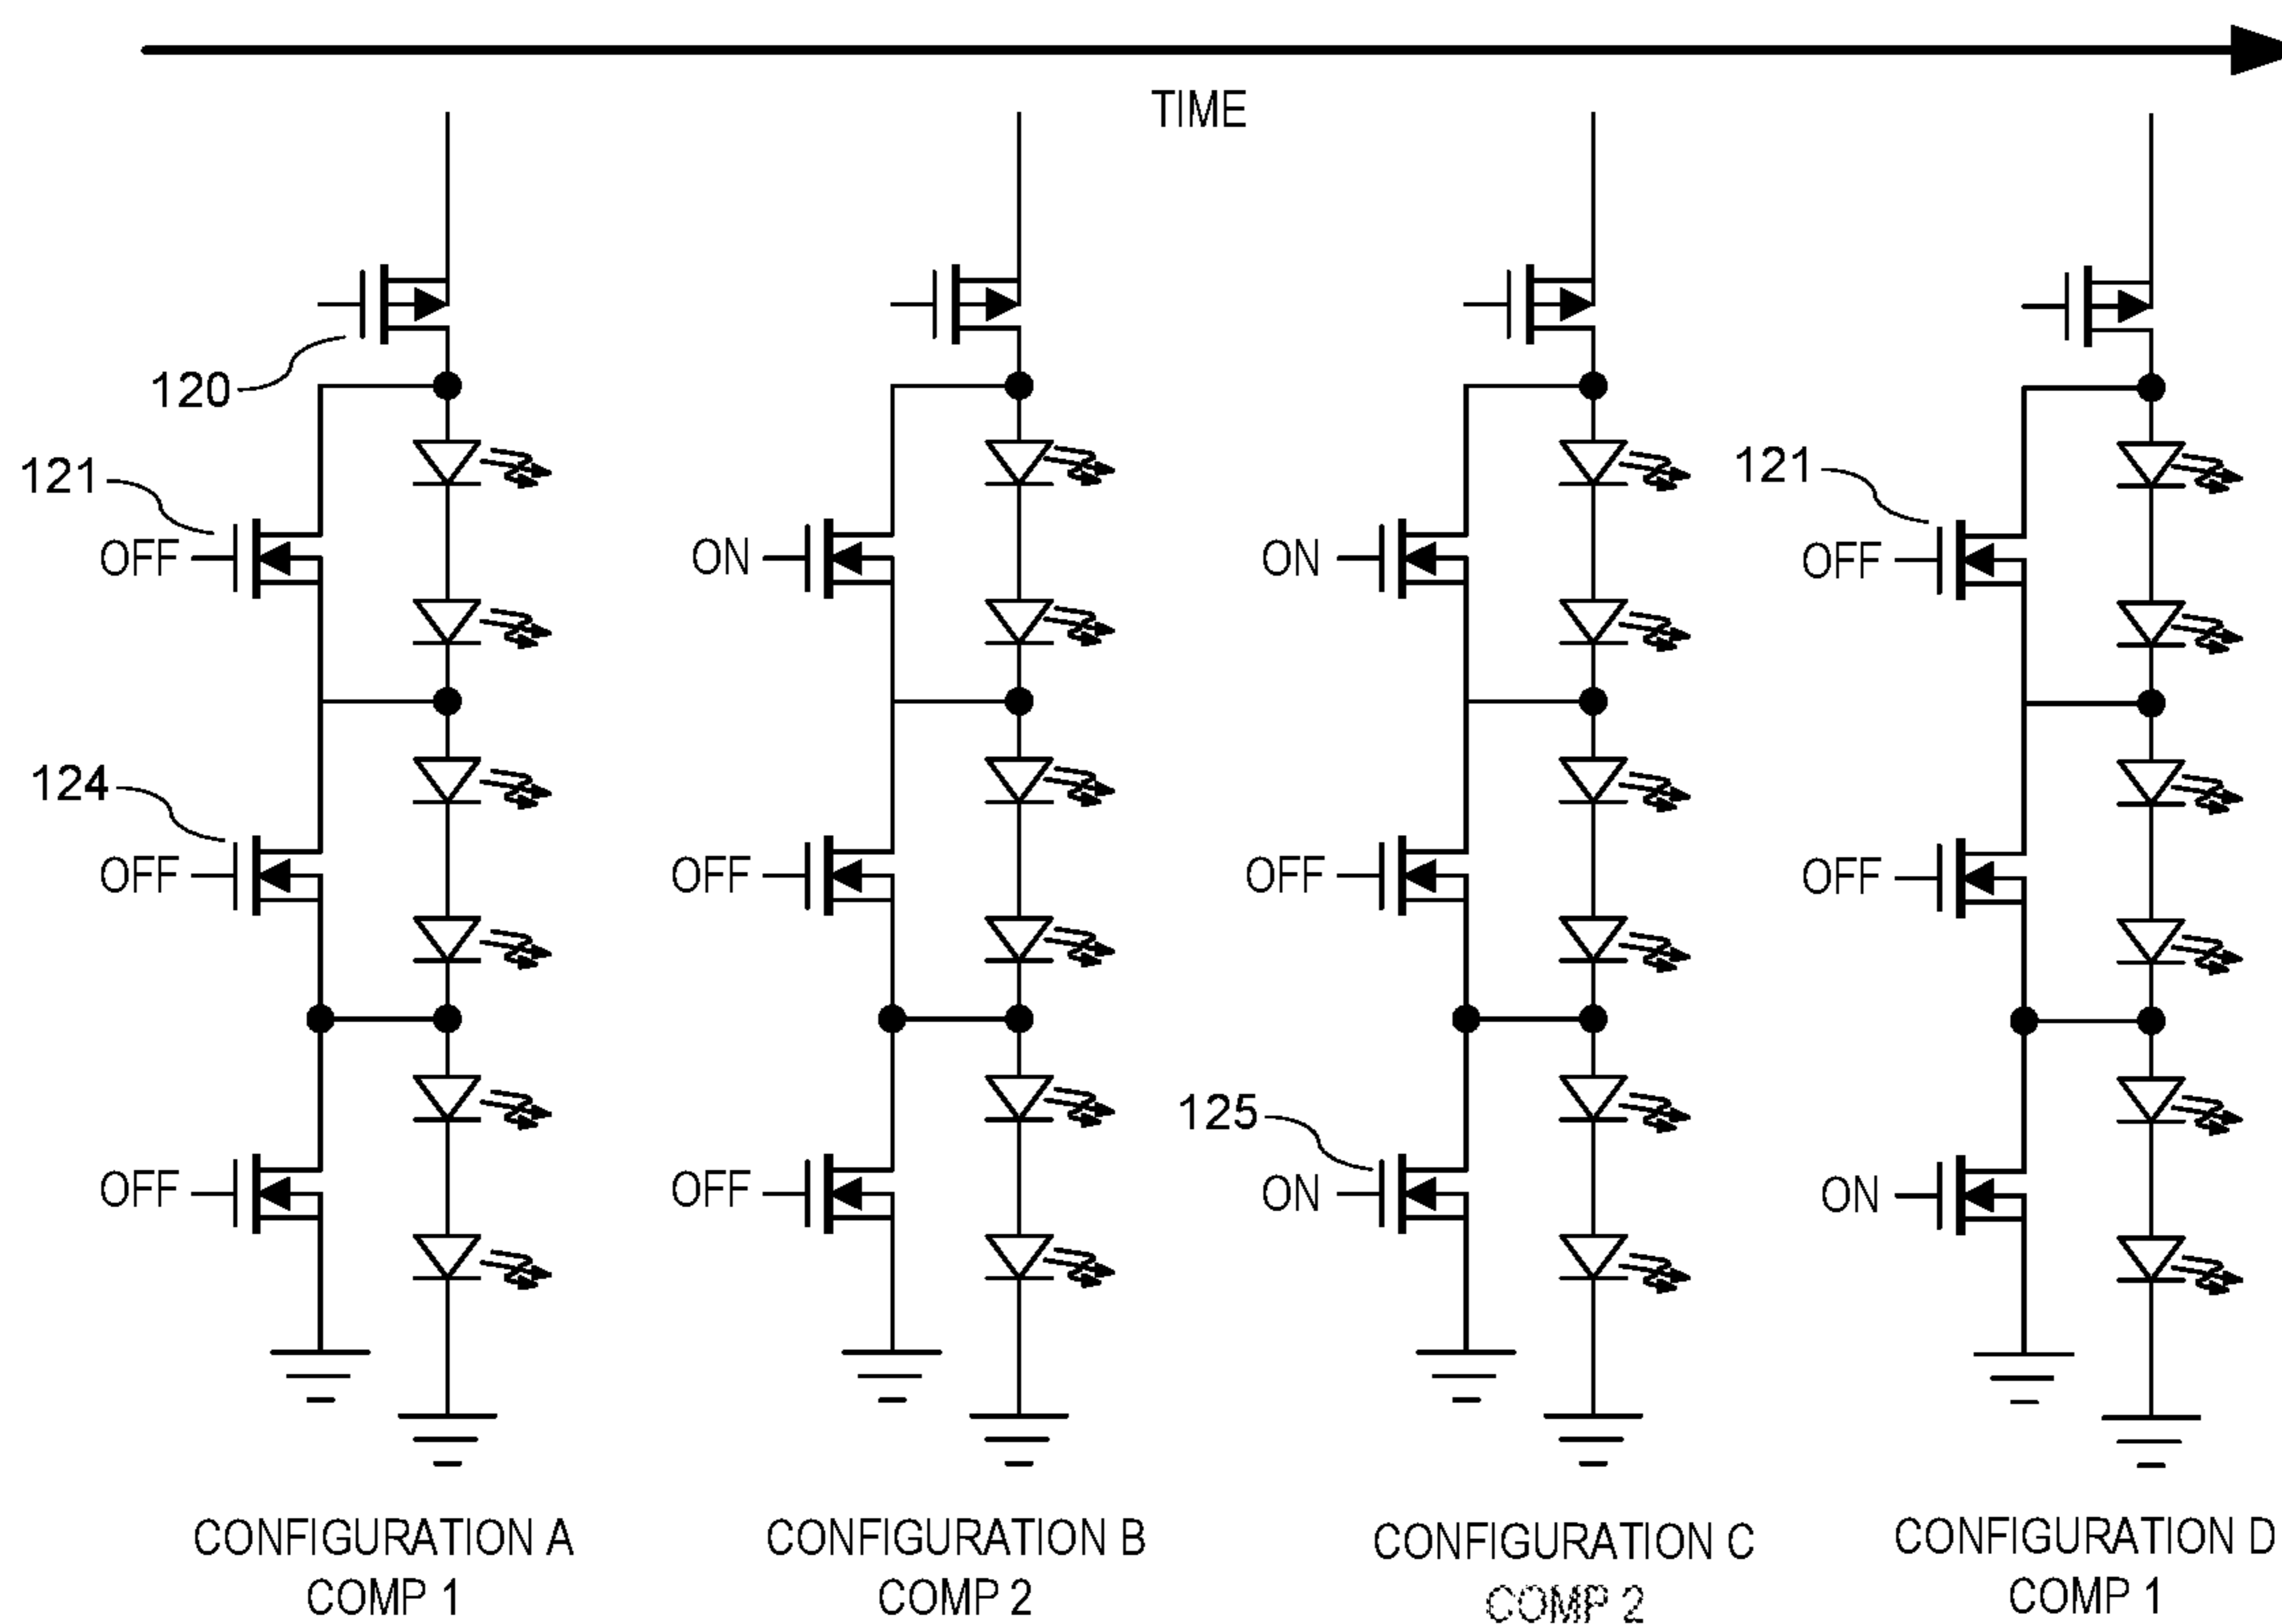 TIME
120
121
OFF
ON
ON
121
OFF
124
OFF
OFF
OFF
OFF
OFF
OFF
125
ON
ON
CONFIGURATION A
COMP 1
CONFIGURATION B
COMP 2
CONFIGURATION C
COMP 2
CONFIGURATION D
COMP 1